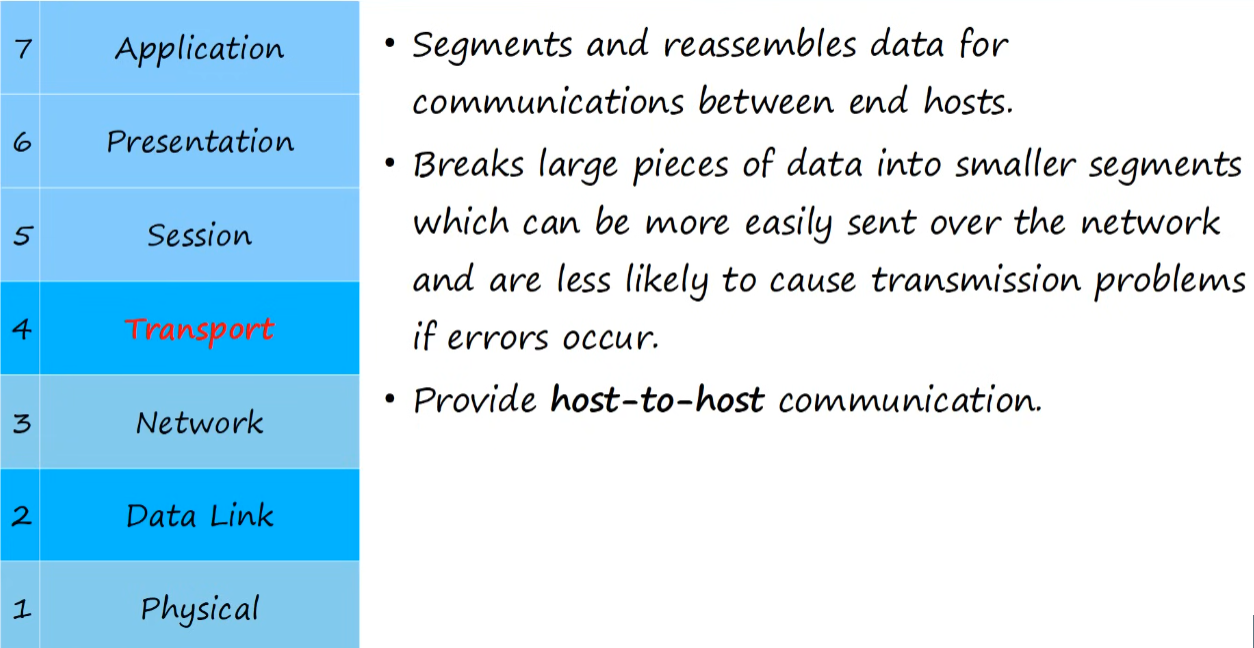 7 Application
6 Presentation
5 Session
4 Transport
3 Network
2 Data Link
1 Physical
• Segments and reassembles data for
communications between end hosts.
• Breaks large pieces of data into smaller segments
which can be more easily sent over the network
and are less likely to cause transmission problems
if errors occur.
• Provide host-to-host communication.